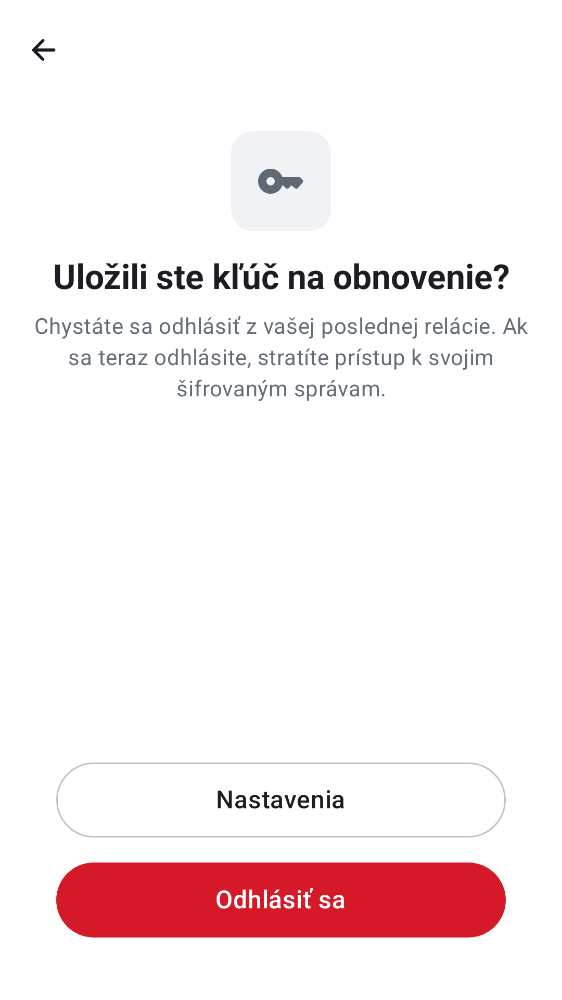 Uložili ste kľúč na obnovenie?
Chystáte sa odhlásiť z vašej poslednej relácie. Ak
sa teraz odhlásite, stratíte prístup k svojim
šifrovaným správam.
Nastavenia
Odhlásiť sa